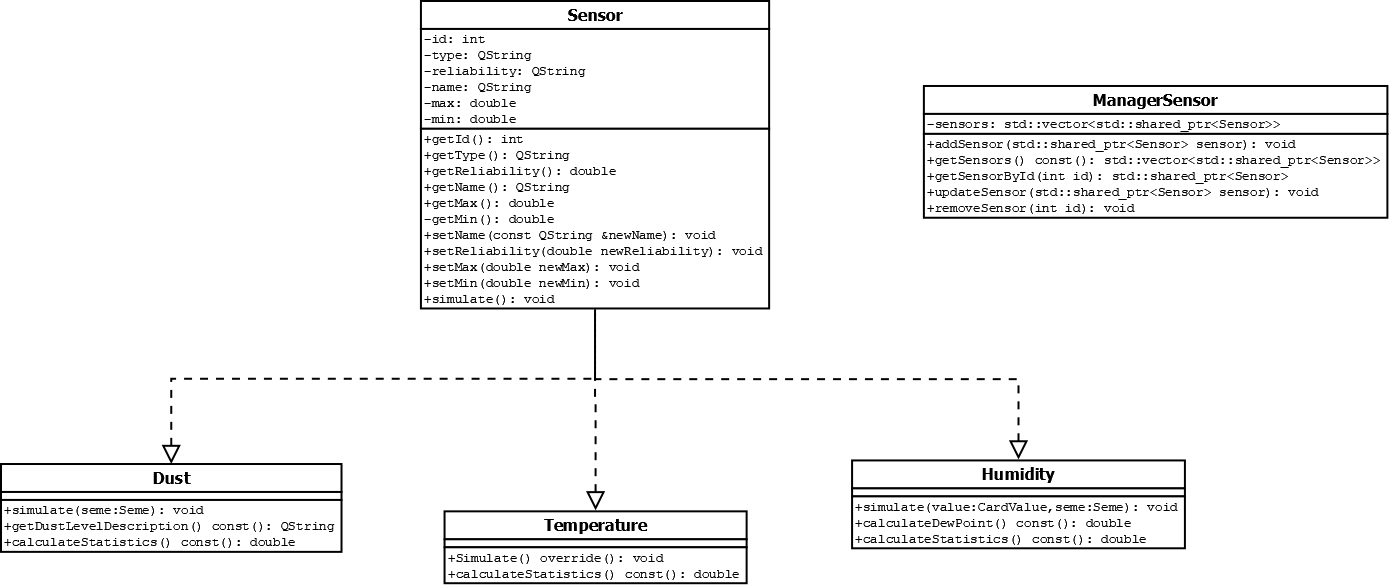 Sensor
-id: int
-type: QString
-reliability: QString
-name: QString
-max: double
-min: double
+getId(): int
+getType(): QString
+getReliability(): double
+getName(): QString
+getMax(): double
-getMin(): double
+setName(const QString &newName): void
+setReliability(double newReliability): void
+setMax(double newMax): void
+setMin(double newMin): void
+simulate(): void
ManagerSensor
-sensors: std::vector<std::shared_ptr<Sensor>>
+addSensor(std::shared_ptr<Sensor> sensor): void
+getSensors() const(): std::vector<std::shared_ptr<Sensor>>
+getSensorById(int id): std::shared_ptr<Sensor>
+updateSensor(std::shared_ptr<Sensor> sensor): void
+removeSensor(int id): void
Dust
+simulate(seme:Seme): void
+getDustLevelDescription() const(): QString
+calculateStatistics() const(): double
Temperature
+Simulate() override(): void
+calculateStatistics() const(): double
Humidity
+simulate(value:CardValue,seme:Seme): void
+calculateDewPoint() const(): double
+calculateStatistics() const(): double